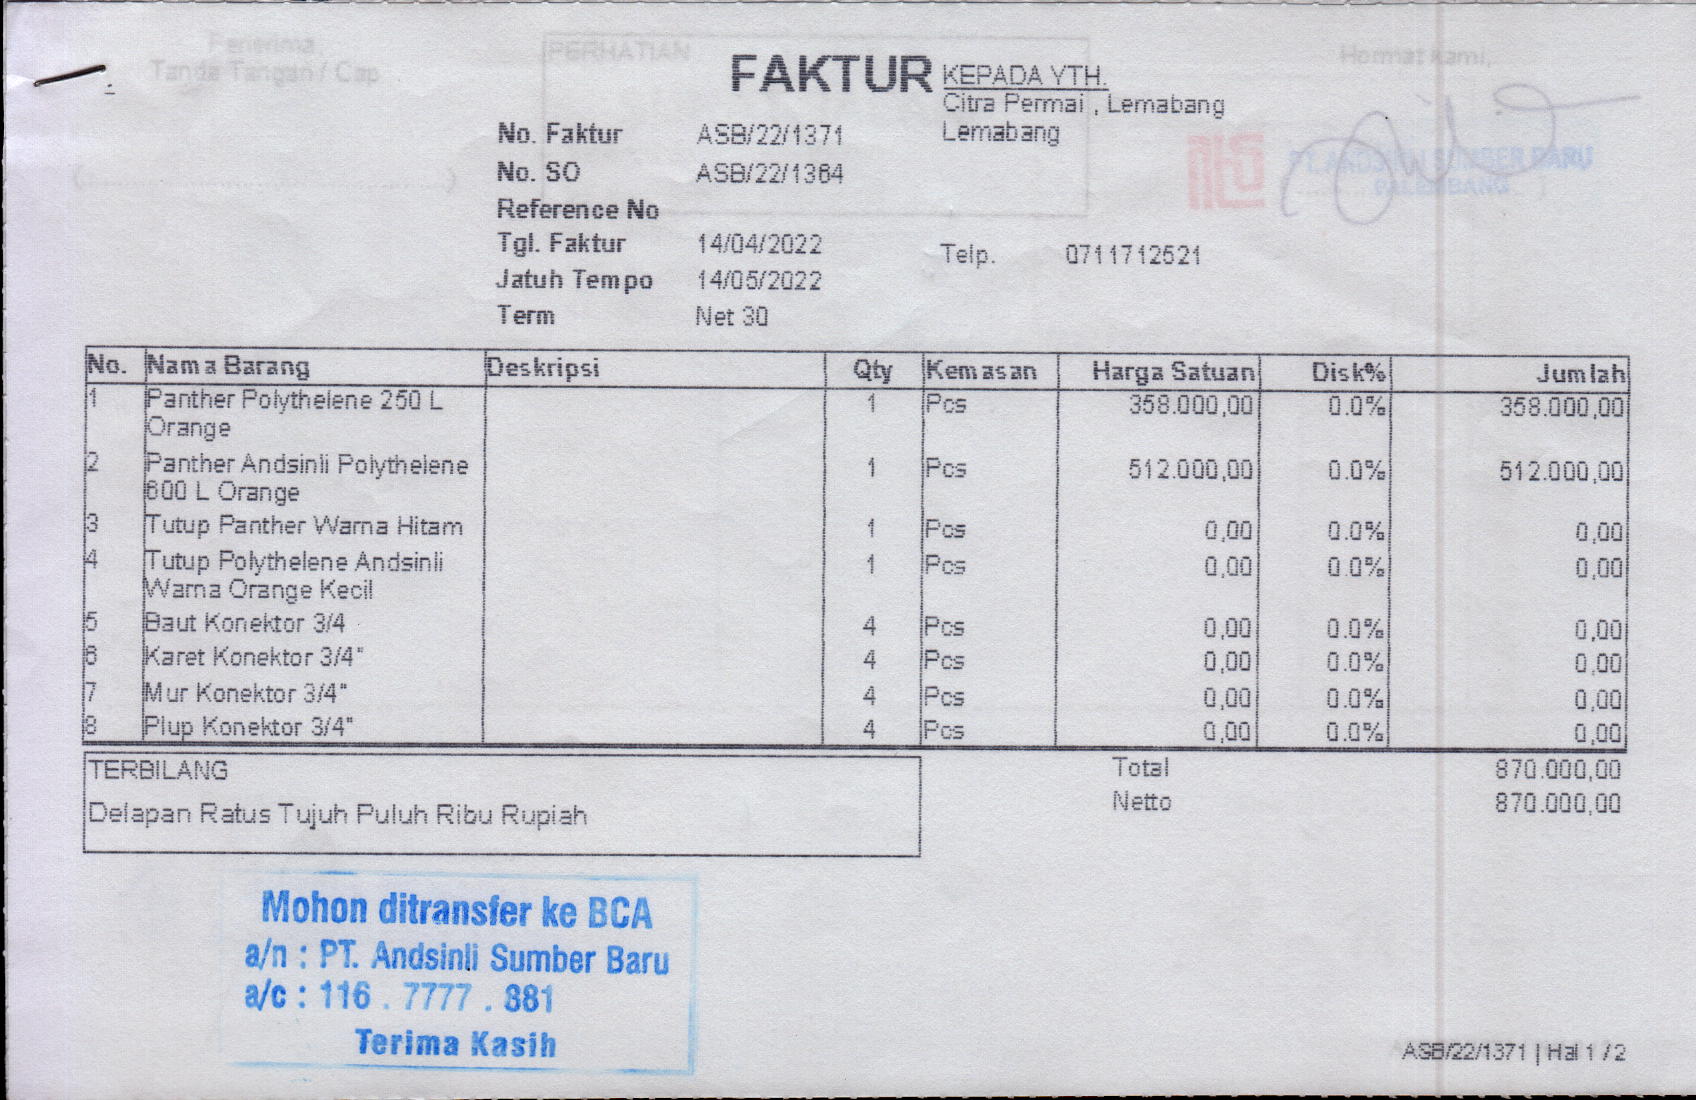 Penerima
Tanda Tangan / Cap
PERHATIAN
Hormat kami,
FAKTUR
KEPADA YTH.
Citra Permai , Lemabang
Lemabang
No. Faktur ASB/22/1371
No. SO ASB/22/1364
Reference No
Tgl. Faktur 14/04/2022
Telp. 0711712521
Jatuh Tempo 14/05/2022
Term Net 30
PT. ANDSINLI SUMBER BARU
PALEMBANG
No. Nama Barang Deskripsi Qty Kemasan Harga Satuan Disk% Jumlah
1 Panther Polythelene 250 L 1 Pcs 358.000,00 0.0% 358.000,00
Orange
2 Panther Andsinli Polythelene 1 Pcs 512.000,00 0.0% 512.000,00
600 L Orange
3 Tutup Panther Warna Hitam 1 Pcs 0,00 0.0% 0,00
4 Tutup Polythelene Andsinli 1 Pcs 0,00 0.0% 0,00
Warna Orange Kecil
5 Baut Konektor 3/4 4 Pcs 0,00 0.0% 0,00
6 Karet Konektor 3/4" 4 Pcs 0,00 0.0% 0,00
7 Mur Konektor 3/4" 4 Pcs 0,00 0.0% 0,00
8 Plup Konektor 3/4" 4 Pcs 0,00 0.0% 0,00
TERBILANG
Delapan Ratus Tujuh Puluh Ribu Rupiah
Total 870.000,00
Netto 870.000,00
Mohon ditransfer ke BCA
a/n : PT. Andsinli Sumber Baru
a/c : 116 . 7777 . 881
Terima Kasih
ASB/22/1371 | Hal 1 / 2